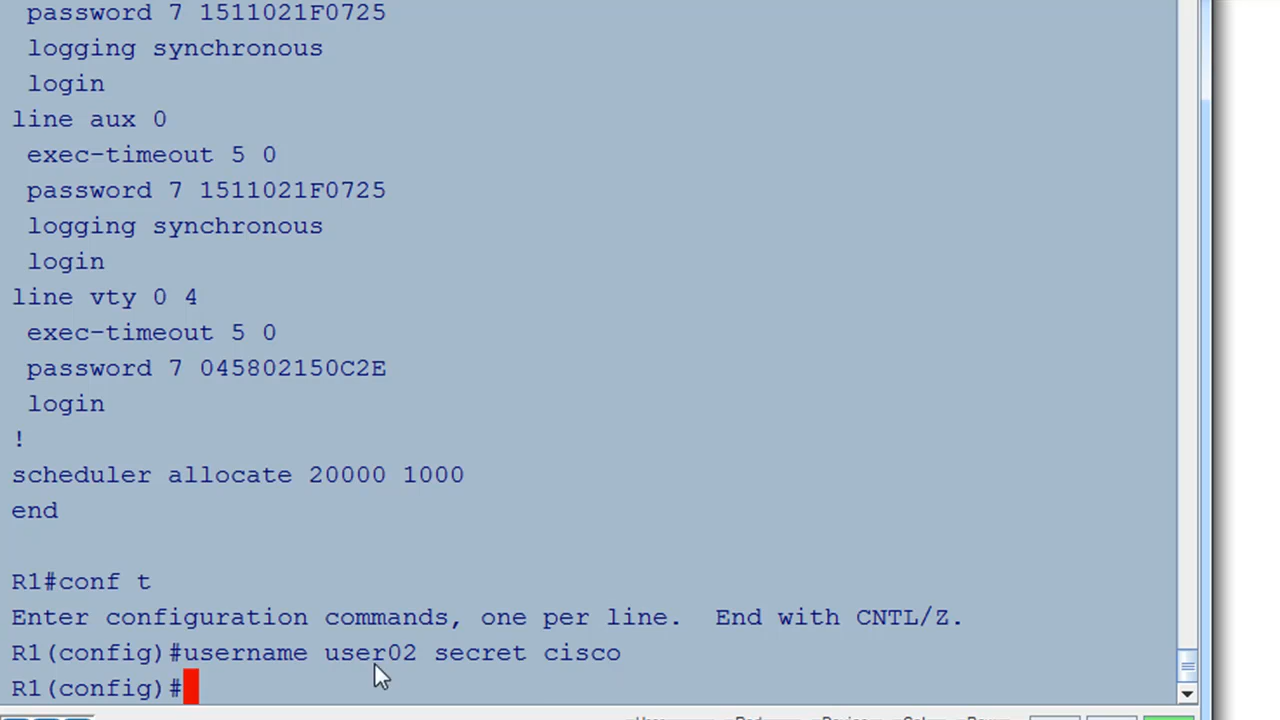 password 7 1511021F0725
logging synchronous
login
line aux 0
exec-timeout 5 0
password 7 1511021F0725
logging synchronous
login
line vty 0 4
exec-timeout 5 0
password 7 045802150C2E
login
!
scheduler allocate 20000 1000
end
R1#conf t
Enter configuration commands, one per line.  End with CNTL/Z.
R1(config)#username user02 secret cisco
R1(config)#